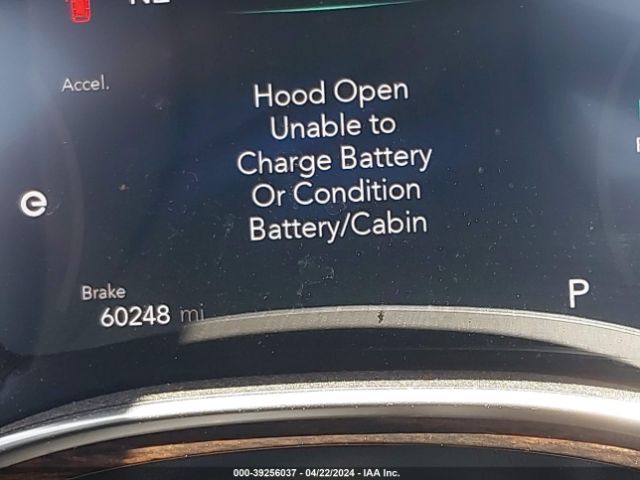 Accel.
Hood Open
Unable to
Charge Battery
Or Condition
Battery/Cabin
e
Brake
60248 mi
P
000-39256037 - 04/22/2024 - IAA Inc.